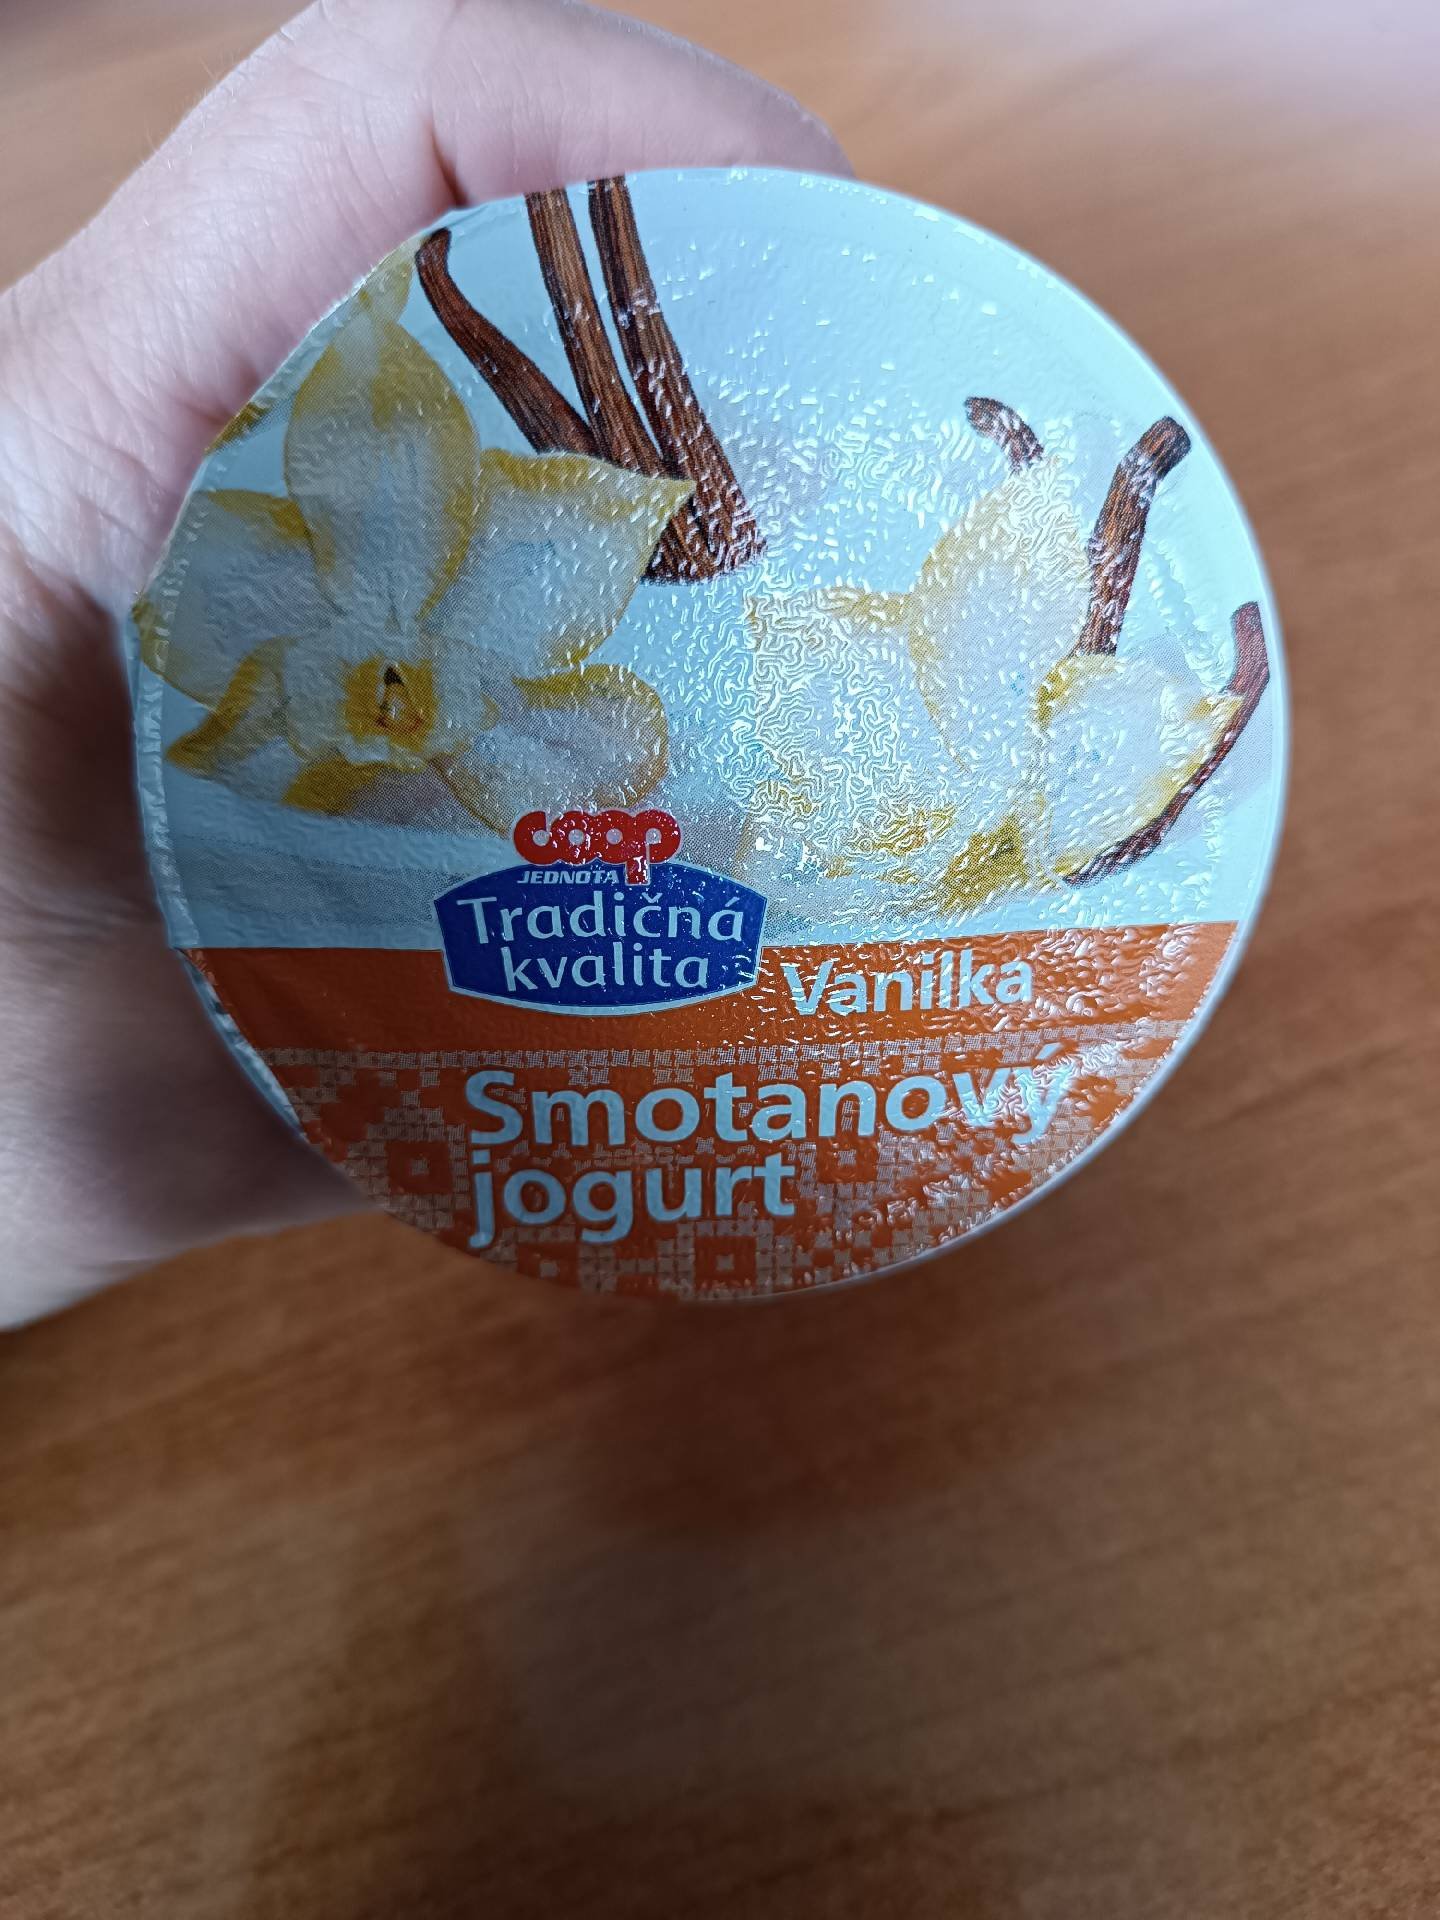 coop
JEDNOTA
Tradičná
kvalita
Vanilka
Smotanový
jogurt